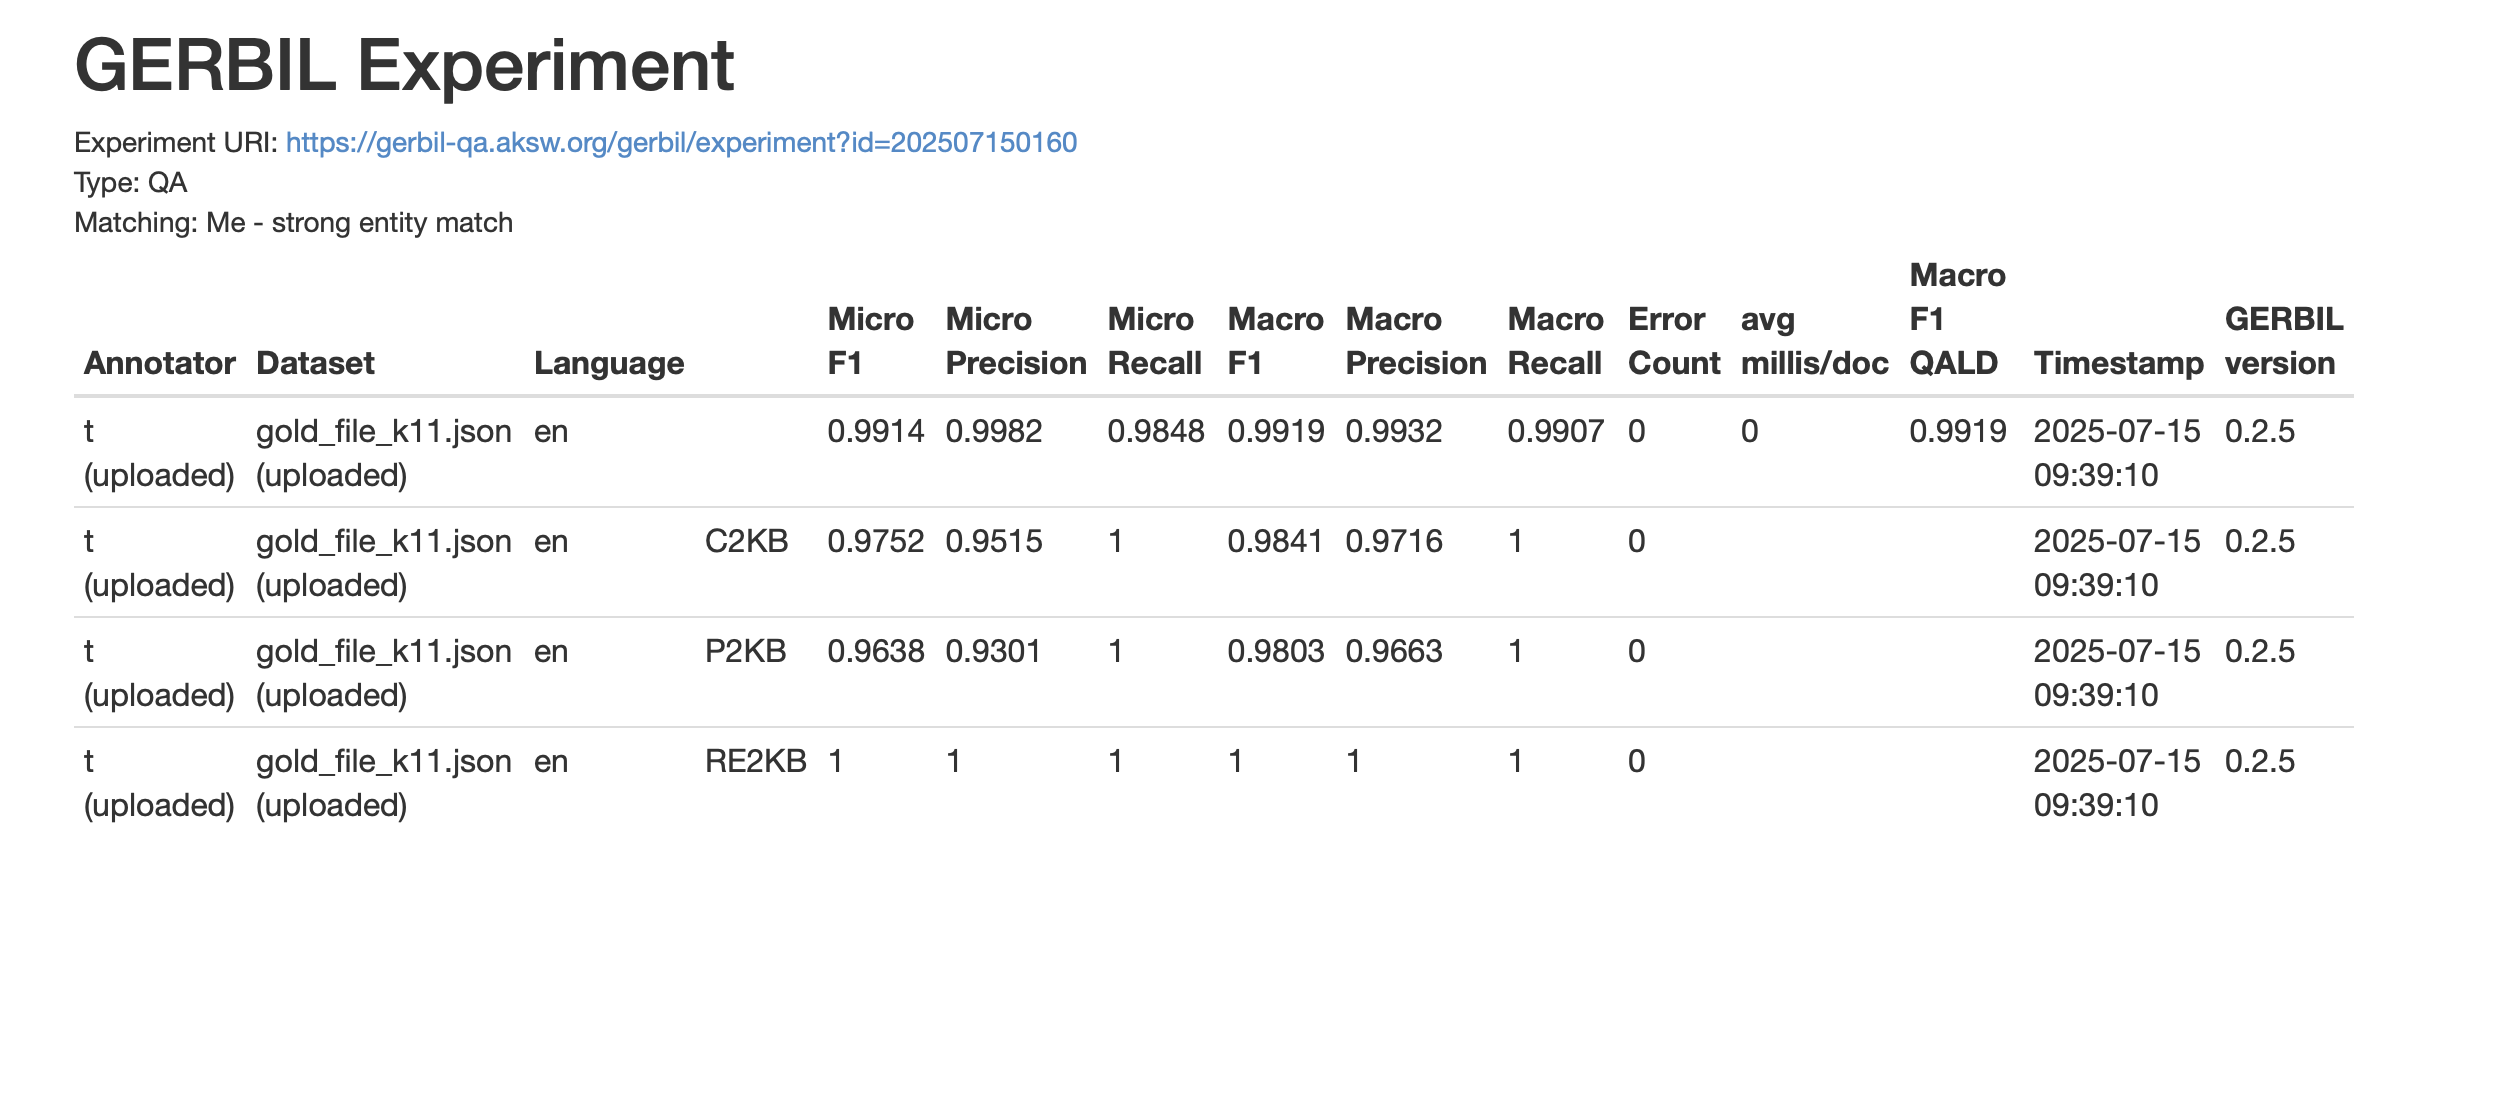 GERBIL Experiment
Experiment URI: https://gerbil-qa.aksw.org/gerbil/experiment?id=202507150160
Type: QA
Matching: Me - strong entity match
Annotator Dataset Language Micro F1 Micro Precision Micro Recall Macro F1 Macro Precision Macro Recall Error Count avg millis/doc Macro F1 QALD Timestamp GERBIL version
t (uploaded) gold_file_k11.json (uploaded) en 0.9914 0.9982 0.9848 0.9919 0.9932 0.9907 0 0 0.9919 2025-07-15 09:39:10 0.2.5
t (uploaded) gold_file_k11.json (uploaded) en C2KB 0.9752 0.9515 1 0.9841 0.9716 1 0 2025-07-15 09:39:10 0.2.5
t (uploaded) gold_file_k11.json (uploaded) en P2KB 0.9638 0.9301 1 0.9803 0.9663 1 0 2025-07-15 09:39:10 0.2.5
t (uploaded) gold_file_k11.json (uploaded) en RE2KB 1 1 1 1 1 1 0 2025-07-15 09:39:10 0.2.5